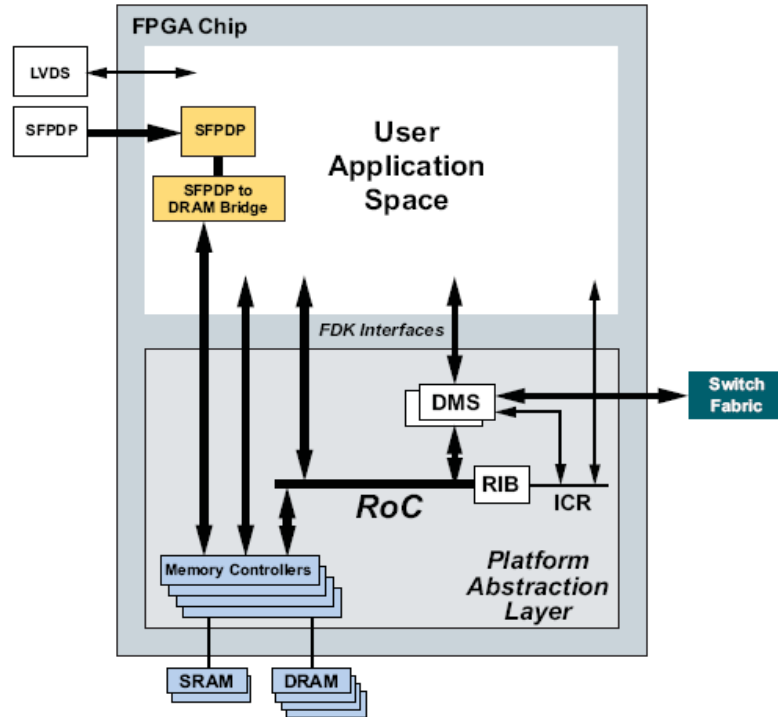 FPGA Chip
LVDS
SFPDP
SFPDP
SFPDP to
DRAM Bridge
User
Application
Space
FDK Interfaces
DMS
Switch
Fabric
RIB
RoC
ICR
Memory Controllers
Platform
Abstraction
Layer
SRAM
DRAM